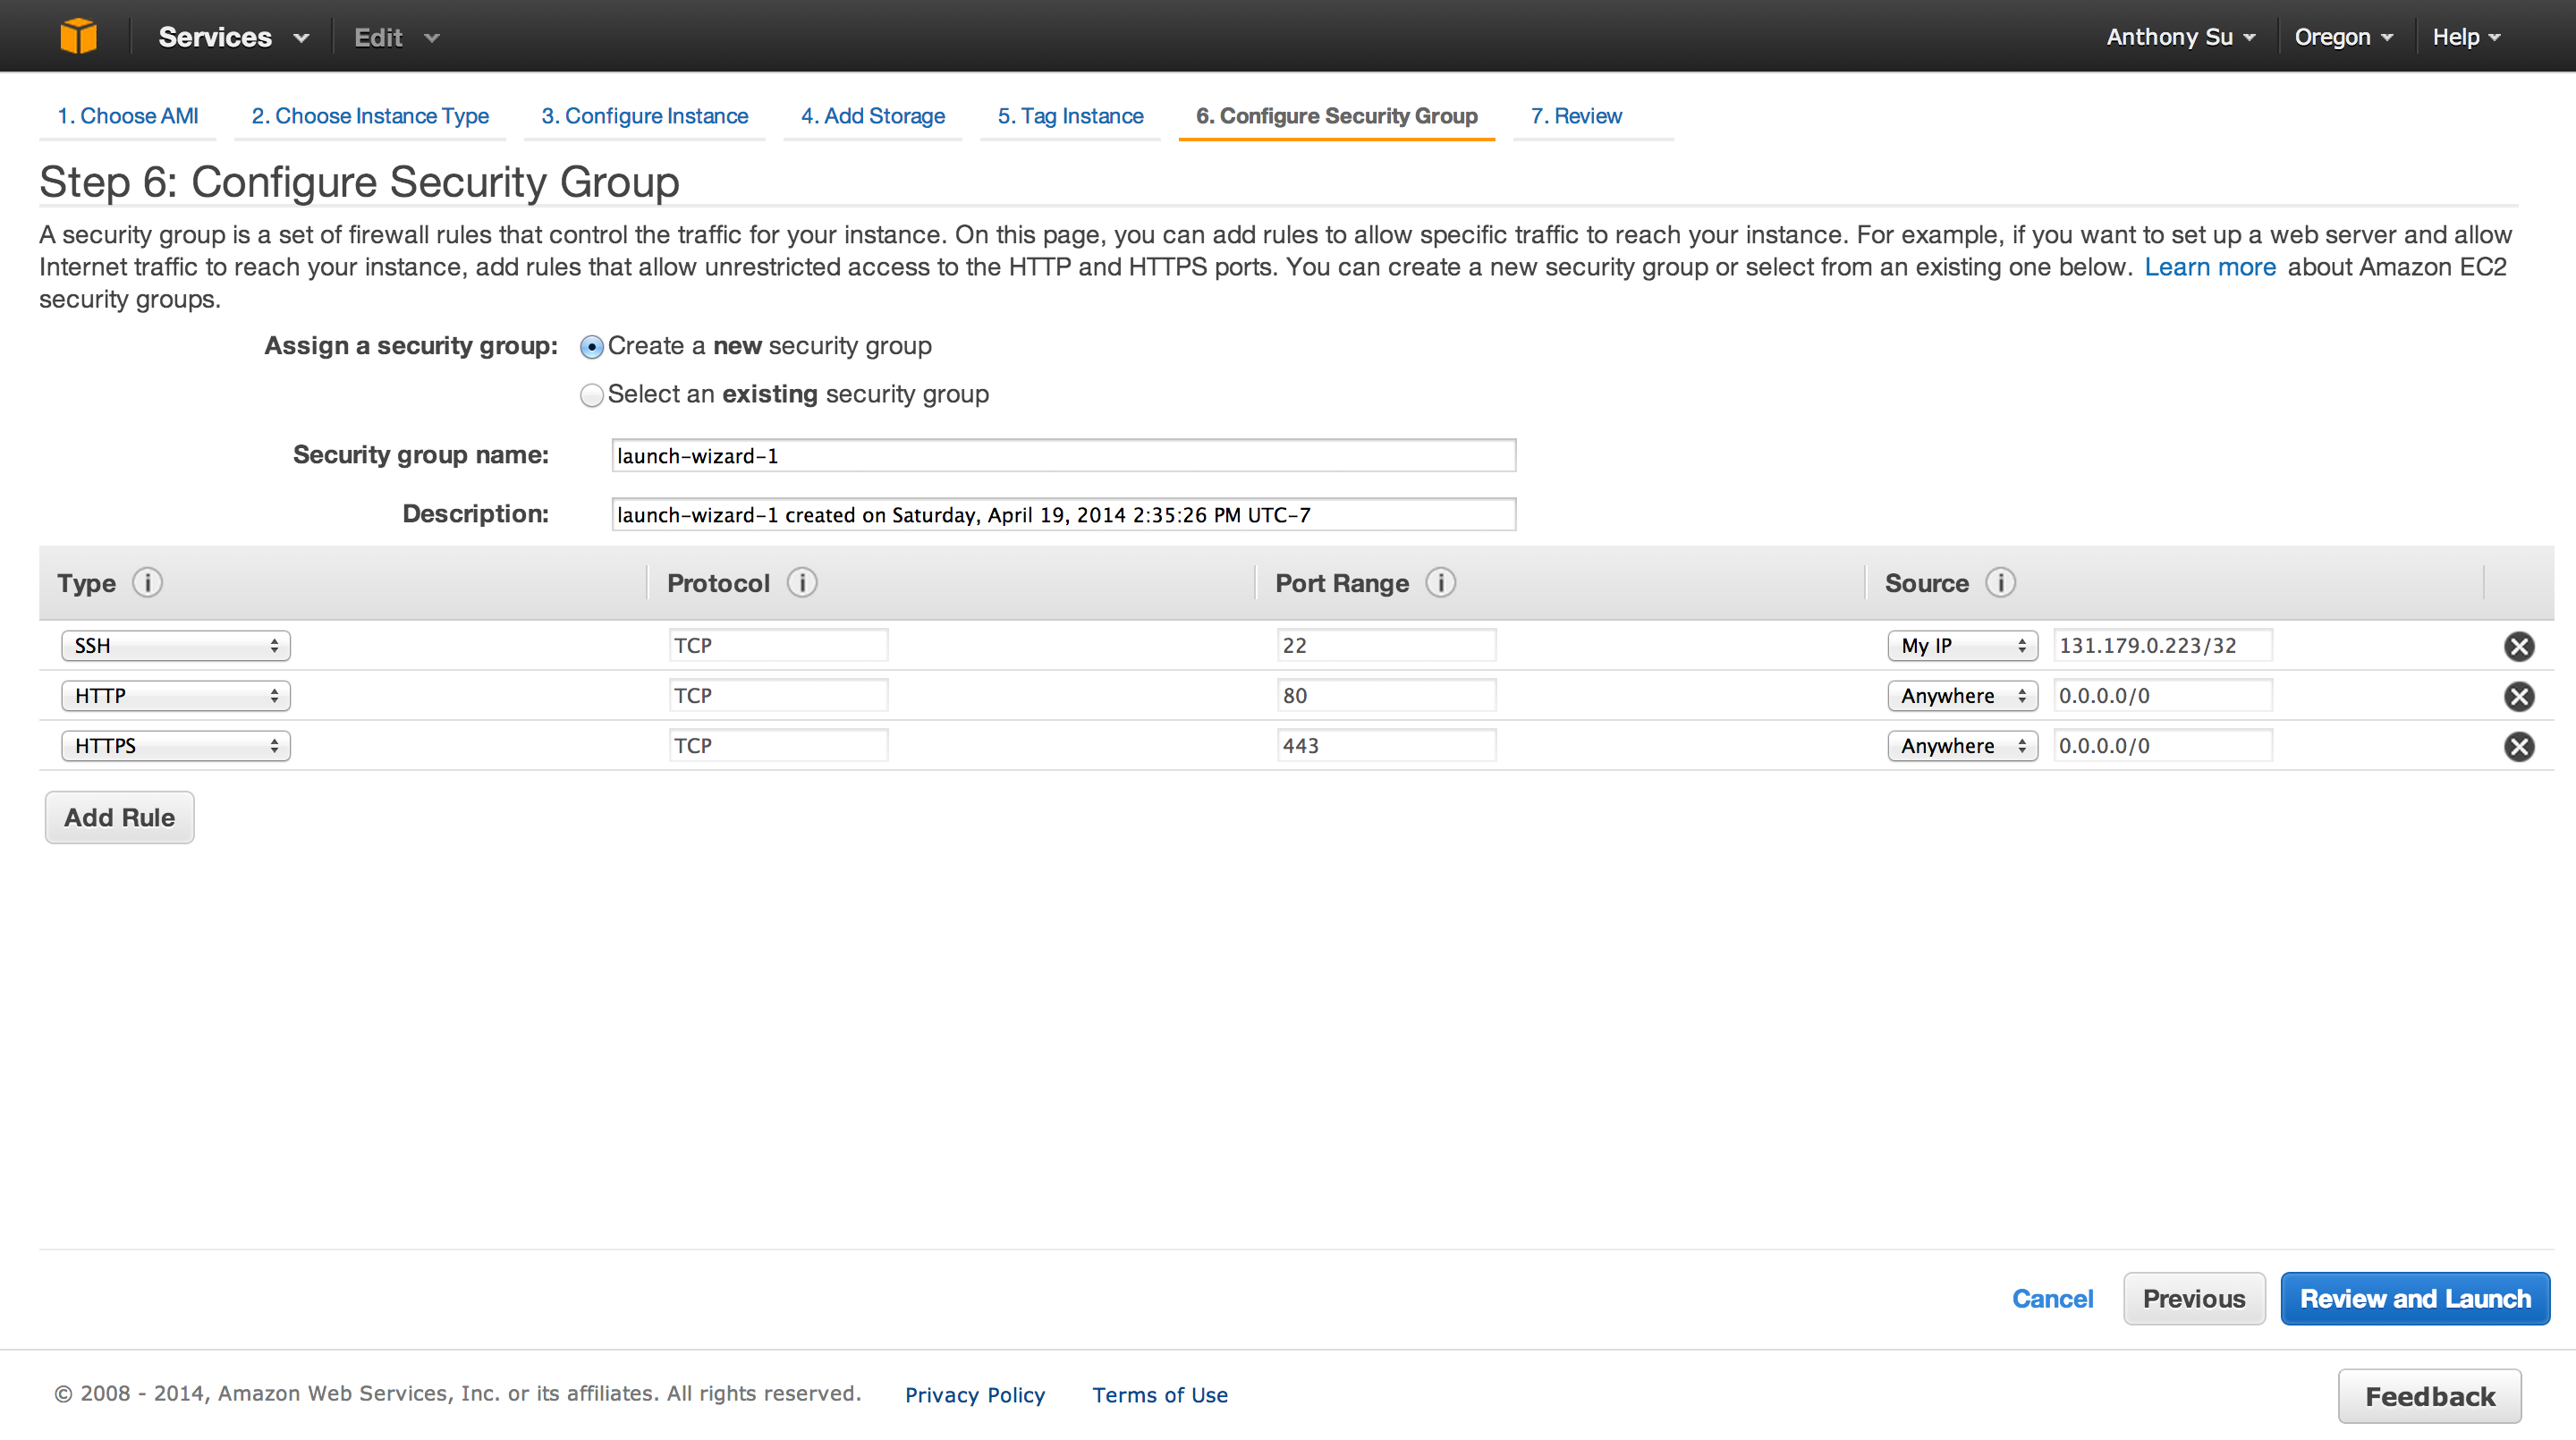 Services Edit Anthony Su Oregon Help
1. Choose AMI 2. Choose Instance Type 3. Configure Instance 4. Add Storage 5. Tag Instance 6. Configure Security Group 7. Review
Step 6: Configure Security Group
A security group is a set of firewall rules that control the traffic for your instance. On this page, you can add rules to allow specific traffic to reach your instance. For example, if you want to set up a web server and allow
Internet traffic to reach your instance, add rules that allow unrestricted access to the HTTP and HTTPS ports. You can create a new security group or select from an existing one below. Learn more about Amazon EC2
security groups.
Assign a security group: Create a new security group
Select an existing security group
Security group name: launch-wizard-1
Description: launch-wizard-1 created on Saturday, April 19, 2014 2:35:26 PM UTC-7
Type i Protocol i Port Range i Source i
SSH TCP 22 My IP 131.179.0.223/32
HTTP TCP 80 Anywhere 0.0.0.0/0
HTTPS TCP 443 Anywhere 0.0.0.0/0
Add Rule
Cancel Previous Review and Launch
© 2008 - 2014, Amazon Web Services, Inc. or its affiliates. All rights reserved. Privacy Policy Terms of Use Feedback